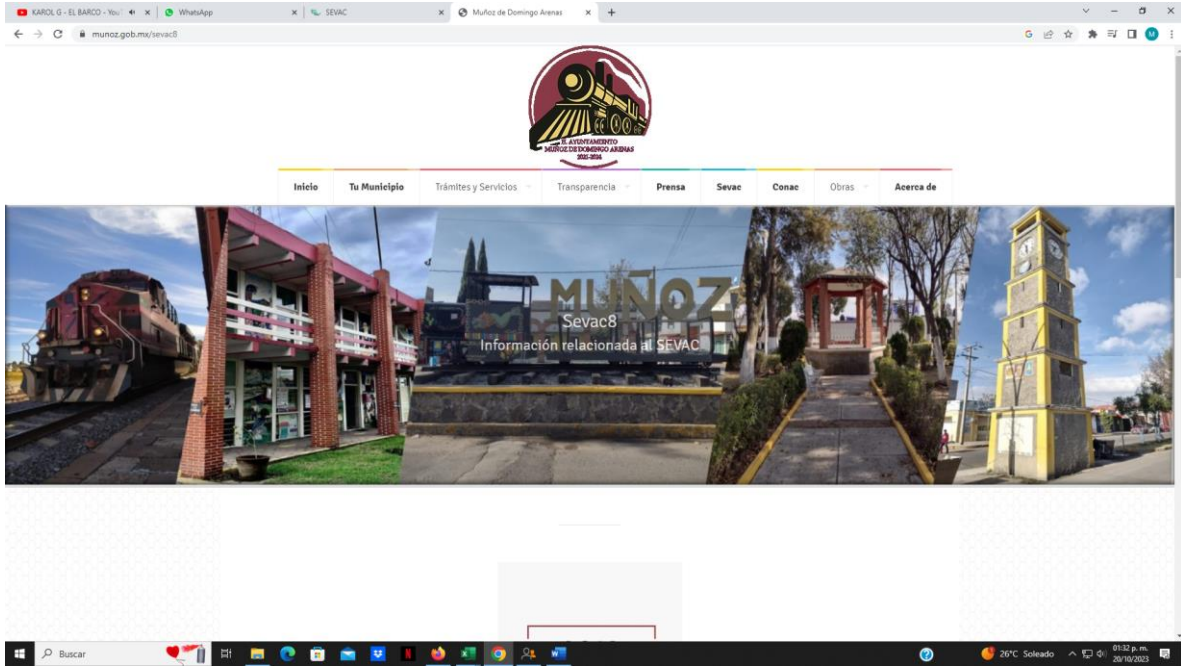 KAROL G - EL BARCO - You
WhatsApp
SEVAC
Muñoz de Domingo Arenas
munoz.gob.mx/sevac8
G
M
H. AYUNTAMIENTO
MUÑOZ DE DOMINGO ARENAS
2021-2024
Inicio
Tu Municipio
Trámites y Servicios
Transparencia
Prensa
Sevac
Conac
Obras
Acerca de
MUÑOZ
Sevac8
Información relacionada al SEVAC
Buscar
26°C Soleado
01:32 p. m.
20/10/2023